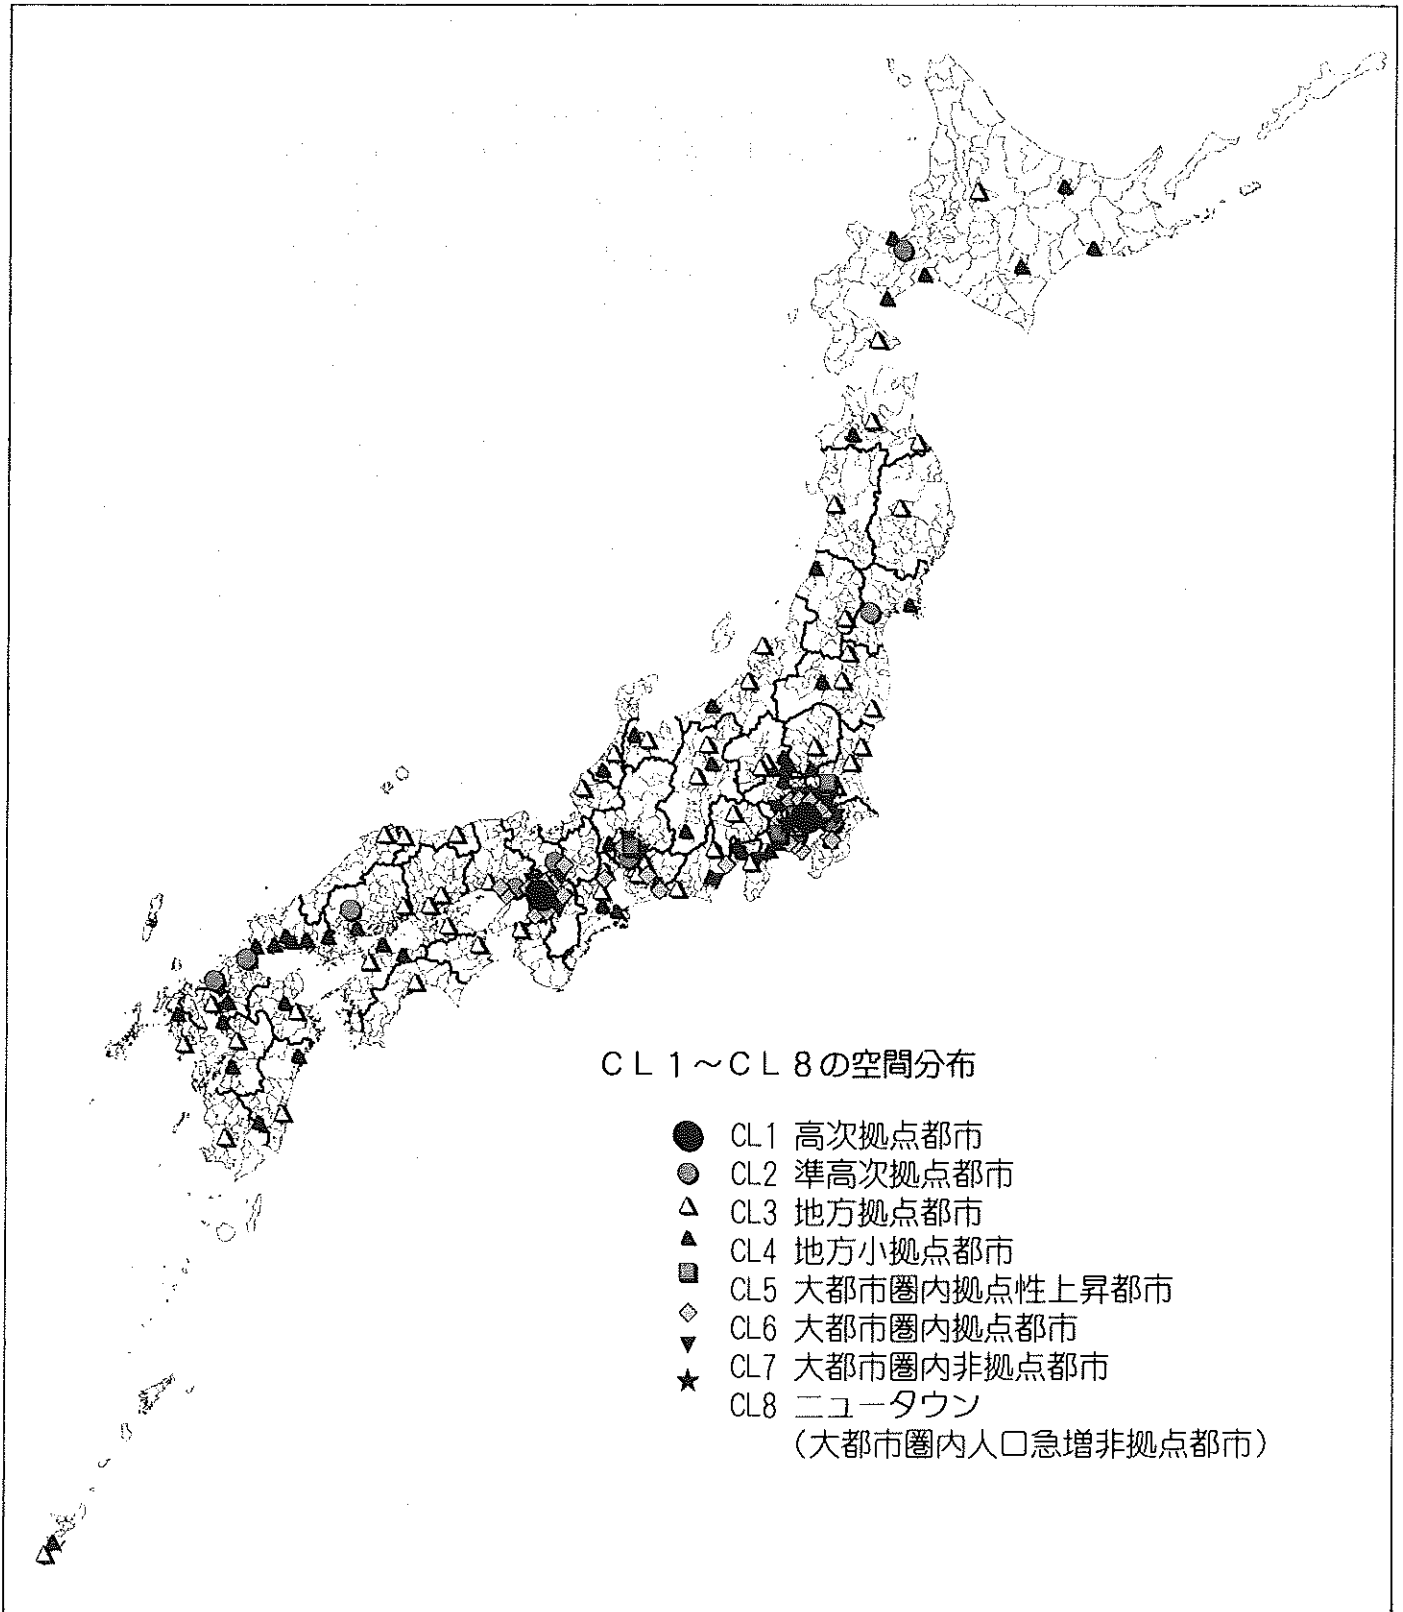 CL1～CL8の空間分布
CL1 高次拠点都市
CL2 準高次拠点都市
CL3 地方拠点都市
CL4 地方小拠点都市
CL5 大都市圏内拠点性上昇都市
CL6 大都市圏内拠点都市
CL7 大都市圏内非拠点都市
CL8 ニュータウン
（大都市圏内人口急増非拠点都市）